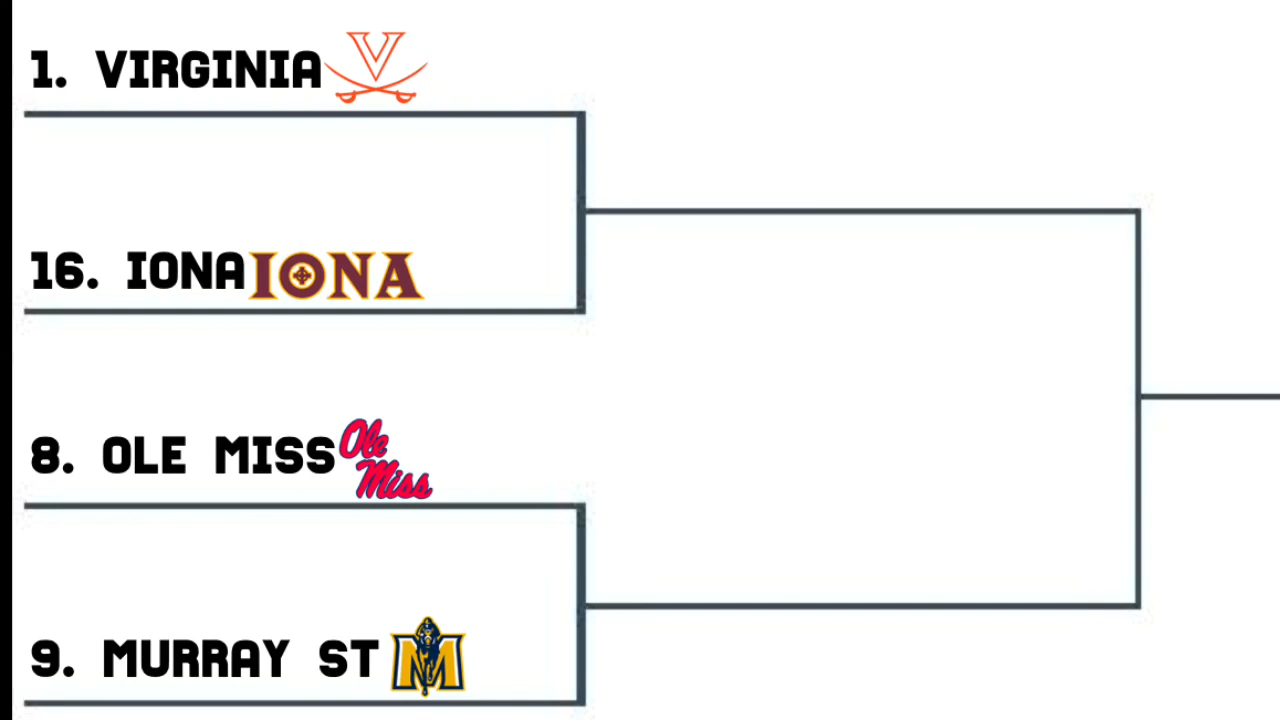 1. VIRGINIA V
16. IONA IONA
8. OLE MISS Ole Miss
9. MURRAY ST M